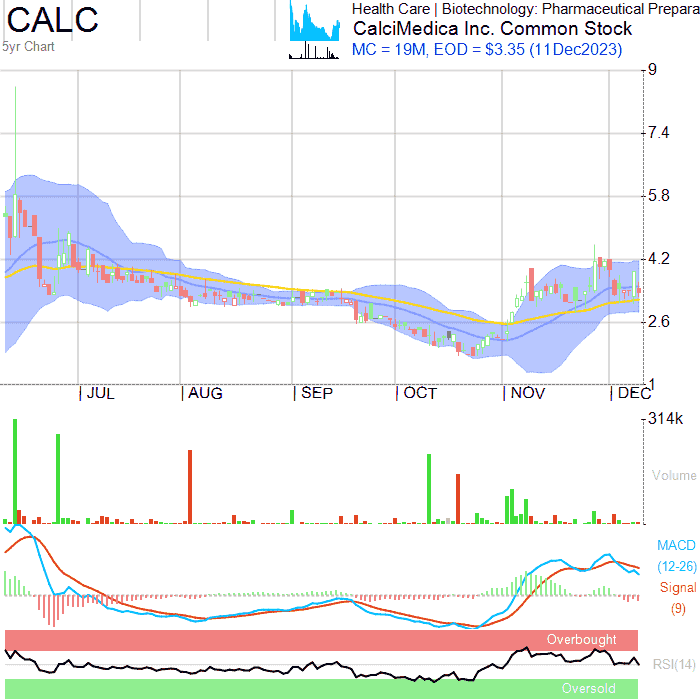 CALC
5yr Chart
Health Care | Biotechnology: Pharmaceutical Prepara
CalciMedica Inc. Common Stock
MC = 19M, EOD = $3.35 (11Dec2023)
9
7.4
5.8
4.2
2.6
1
JUL AUG SEP OCT NOV DEC
314k
Volume
MACD
(12-26)
Signal
(9)
Overbought
RSI(14)
Oversold